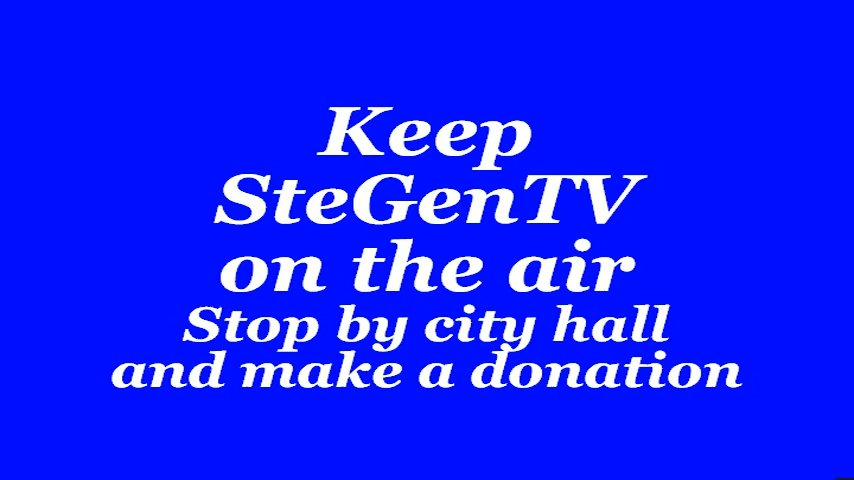 Keep
SteGenTV
on the air
Stop by city hall
and make a donation